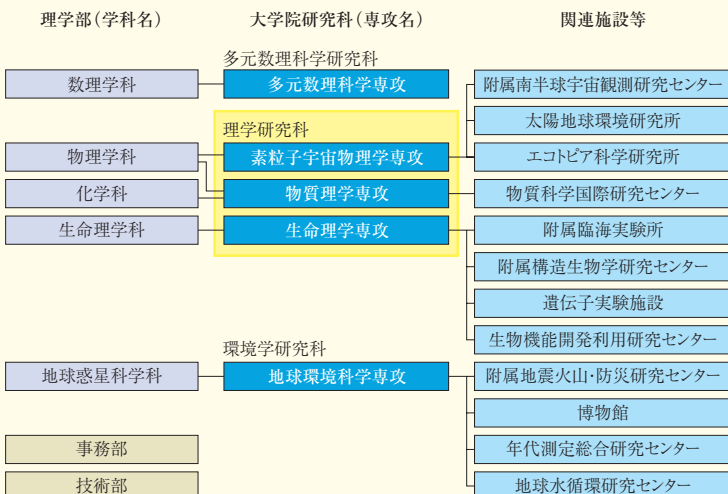 理学部(学科名)
大学院研究科(専攻名)
関連施設等
多元数理科学研究科
数理学科
多元数理科学専攻
附属南半球宇宙観測研究センター
太陽地球環境研究所
理学研究科
物理学科
素粒子宇宙物理学専攻
エコトピア科学研究所
化学科
物質理学専攻
物質科学国際研究センター
生命理学科
生命理学専攻
附属臨海実験所
附属構造生物学研究センター
遺伝子実験施設
生物機能開発利用研究センター
環境学研究科
地球惑星科学科
地球環境科学専攻
附属地震火山・防災研究センター
博物館
事務部
年代測定総合研究センター
技術部
地球水循環研究センター